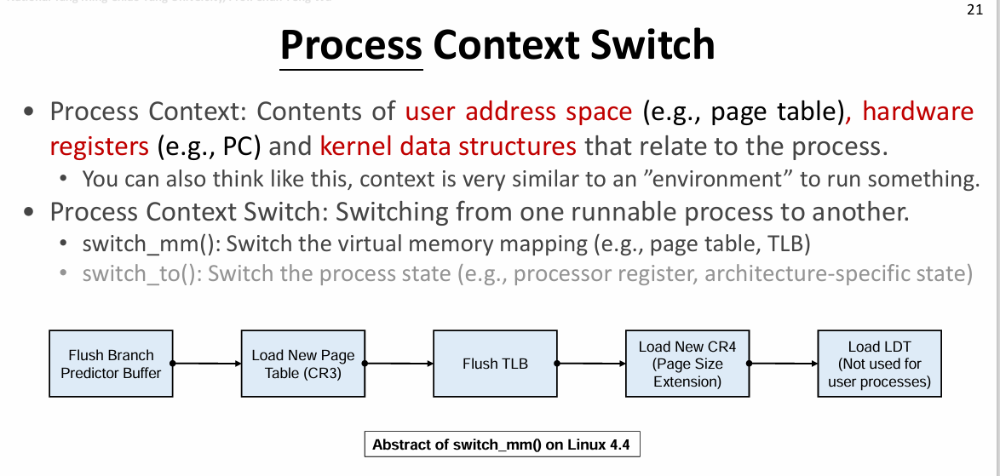 21
Process Context Switch
• Process Context: Contents of user address space (e.g., page table), hardware
registers (e.g., PC) and kernel data structures that relate to the process.
• You can also think like this, context is very similar to an ”environment” to run something.
• Process Context Switch: Switching from one runnable process to another.
• switch_mm(): Switch the virtual memory mapping (e.g., page table, TLB)
• switch_to(): Switch the process state (e.g., processor register, architecture-specific state)
Flush Branch
Predictor Buffer
Load New Page
Table (CR3)
Flush TLB
Load New CR4
(Page Size
Extension)
Load LDT
(Not used for
user processes)
Abstract of switch_mm() on Linux 4.4